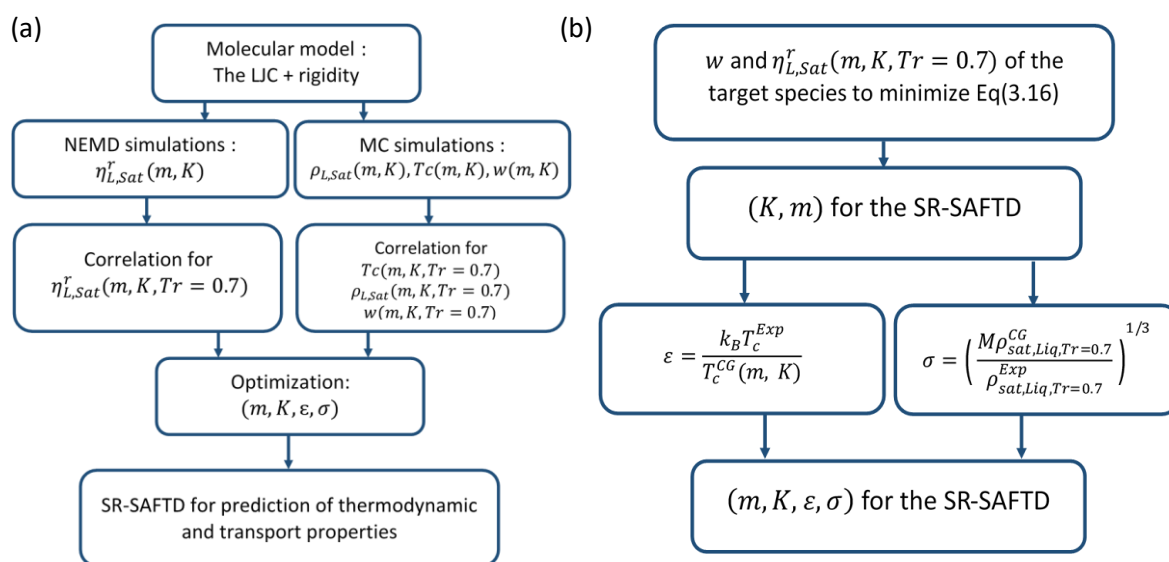 (a)
Molecular model :
The LJC + rigidity
NEMD simulations :
η^r_{L,Sat}(m, K)
MC simulations :
ρ_{L,Sat}(m, K), Tc(m, K), w(m, K)
Correlation for
η^r_{L,Sat}(m, K, Tr = 0.7)
Correlation for
Tc(m, K, Tr = 0.7)
ρ_{L,Sat}(m, K, Tr = 0.7)
w(m, K, Tr = 0.7)
Optimization:
(m, K, ε, σ)
SR-SAFTD for prediction of thermodynamic
and transport properties
(b)
w and η^r_{L,Sat}(m, K, Tr = 0.7) of the
target species to minimize Eq(3.16)
(K, m) for the SR-SAFTD
ε = k_B T_c^{Exp} / T_c^{CG}(m, K)
σ = (Mρ^{CG}_{sat,Liq,Tr=0.7} / ρ^{Exp}_{sat,Liq,Tr=0.7})^{1/3}
(m, K, ε, σ) for the SR-SAFTD